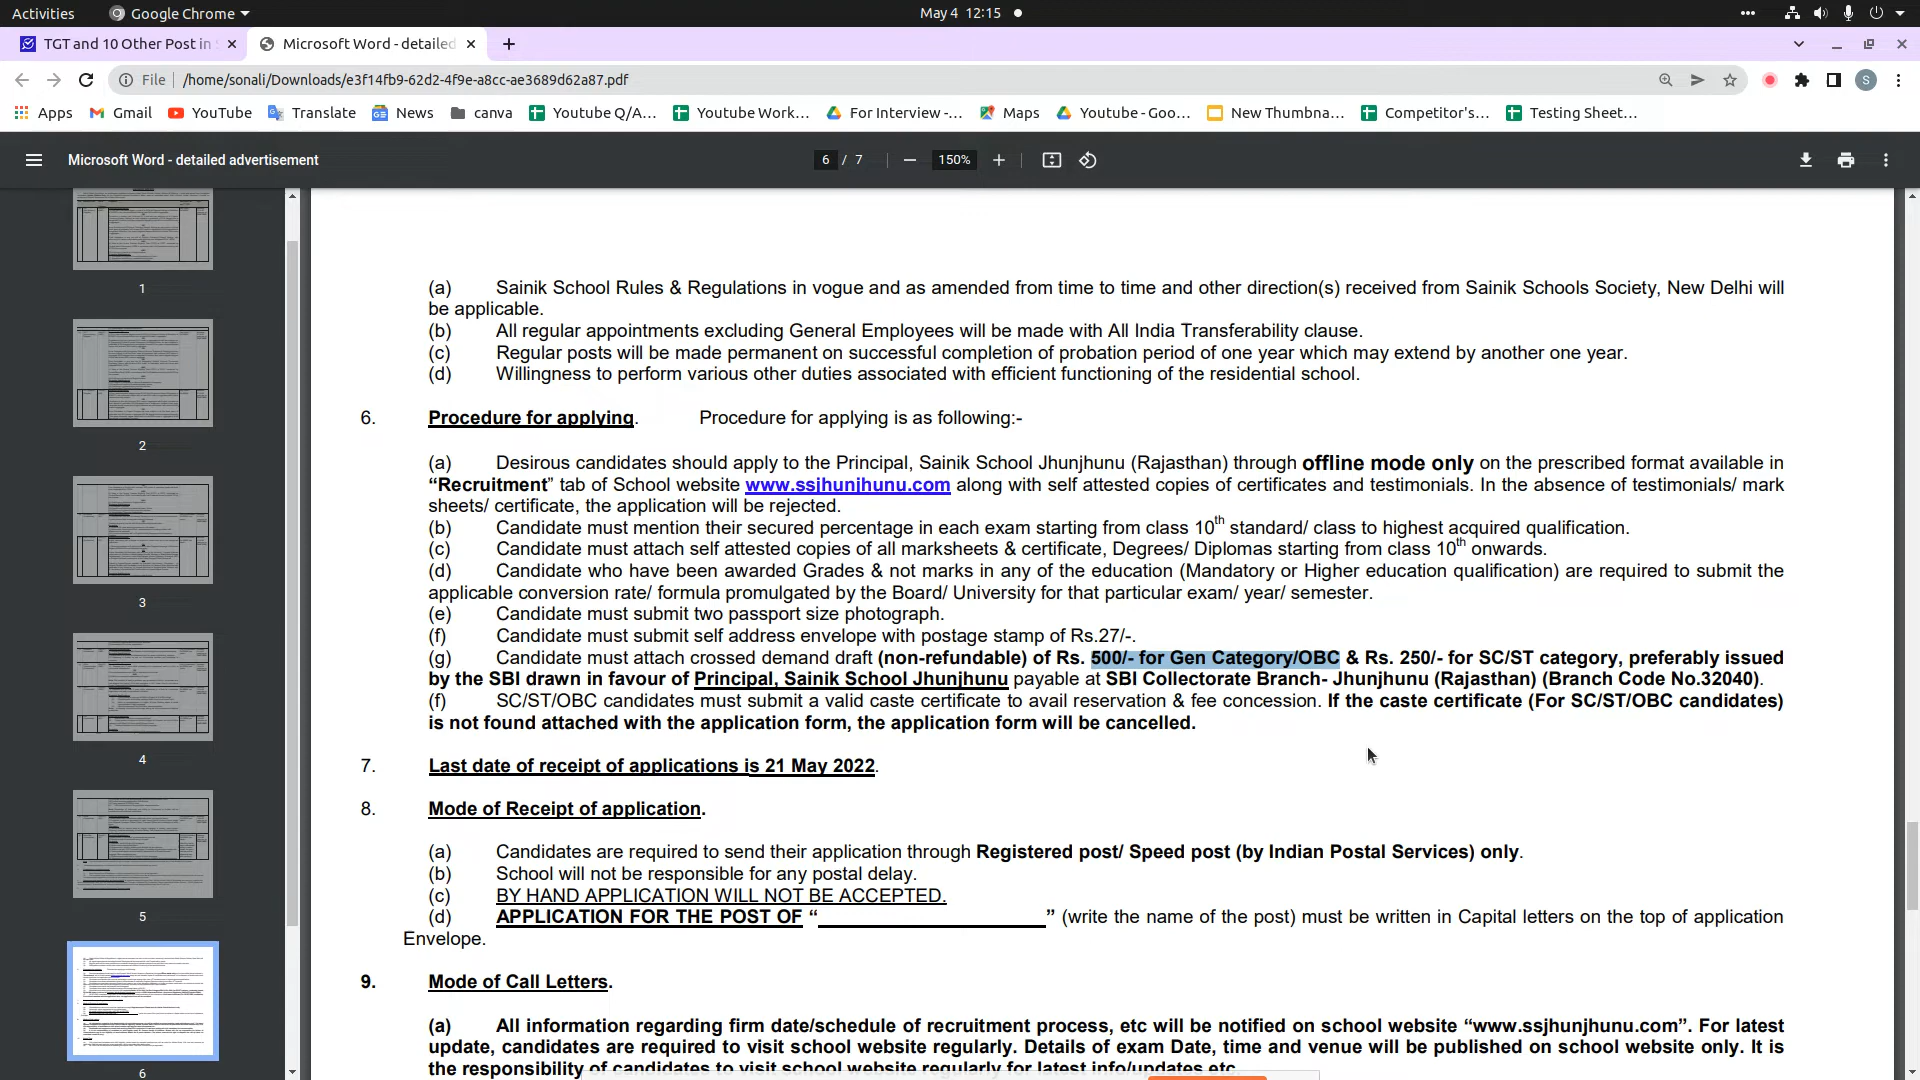 Activities Google Chrome May 4 12:15
TGT and 10 Other Post in Microsoft Word - detailed
File /home/sonali/Downloads/e3f14fb9-62d2-4f9e-a8cc-ae3689d62a87.pdf S
Apps Gmail YouTube Translate News canva Youtube Q/A... Youtube Work... For Interview -... Maps Youtube - Goo... New Thumbna... Competitor's... Testing Sheet...
Microsoft Word - detailed advertisement 6 / 7 150%
1
2
3
4
5
6
(a) Sainik School Rules & Regulations in vogue and as amended from time to time and other direction(s) received from Sainik Schools Society, New Delhi will
be applicable.
(b) All regular appointments excluding General Employees will be made with All India Transferability clause.
(c) Regular posts will be made permanent on successful completion of probation period of one year which may extend by another one year.
(d) Willingness to perform various other duties associated with efficient functioning of the residential school.
6. Procedure for applying. Procedure for applying is as following:-
(a) Desirous candidates should apply to the Principal, Sainik School Jhunjhunu (Rajasthan) through offline mode only on the prescribed format available in
“Recruitment” tab of School website www.ssjhunjhunu.com along with self attested copies of certificates and testimonials. In the absence of testimonials/ mark
sheets/ certificate, the application will be rejected.
(b) Candidate must mention their secured percentage in each exam starting from class 10th standard/ class to highest acquired qualification.
(c) Candidate must attach self attested copies of all marksheets & certificate, Degrees/ Diplomas starting from class 10th onwards.
(d) Candidate who have been awarded Grades & not marks in any of the education (Mandatory or Higher education qualification) are required to submit the
applicable conversion rate/ formula promulgated by the Board/ University for that particular exam/ year/ semester.
(e) Candidate must submit two passport size photograph.
(f) Candidate must submit self address envelope with postage stamp of Rs.27/-.
(g) Candidate must attach crossed demand draft (non-refundable) of Rs. 500/- for Gen Category/OBC & Rs. 250/- for SC/ST category, preferably issued
by the SBI drawn in favour of Principal, Sainik School Jhunjhunu payable at SBI Collectorate Branch- Jhunjhunu (Rajasthan) (Branch Code No.32040).
(f) SC/ST/OBC candidates must submit a valid caste certificate to avail reservation & fee concession. If the caste certificate (For SC/ST/OBC candidates)
is not found attached with the application form, the application form will be cancelled.
7. Last date of receipt of applications is 21 May 2022.
8. Mode of Receipt of application.
(a) Candidates are required to send their application through Registered post/ Speed post (by Indian Postal Services) only.
(b) School will not be responsible for any postal delay.
(c) BY HAND APPLICATION WILL NOT BE ACCEPTED.
(d) APPLICATION FOR THE POST OF “______________________” (write the name of the post) must be written in Capital letters on the top of application
Envelope.
9. Mode of Call Letters.
(a) All information regarding firm date/schedule of recruitment process, etc will be notified on school website “www.ssjhunjhunu.com”. For latest
update, candidates are required to visit school website regularly. Details of exam Date, time and venue will be published on school website only. It is
the responsibility of candidates to visit school website regularly for latest info/updates etc.